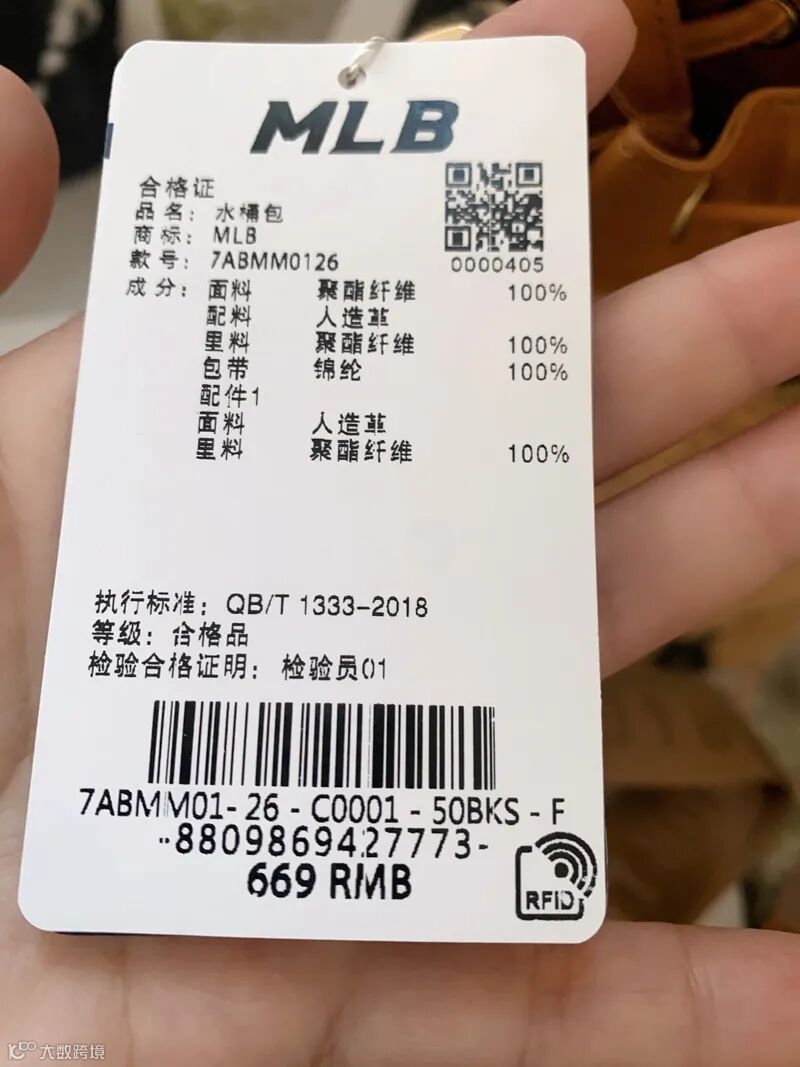 MLB
合格证
品名：水桶包
商标：MLB
款号：7ABMM0126
0000405
成分：面料 聚酯纤维 100%
配料 人造革
里料 聚酯纤维 100%
包带 锦纶 100%
配件1
面料 人造革
里料 聚酯纤维 100%
执行标准：QB/T 1333-2018
等级：合格品
检验合格证明：检验员01
7ABMM01-26-C0001-50BKS-F
-8809869427773-
669 RMB
RFID
大数跨境